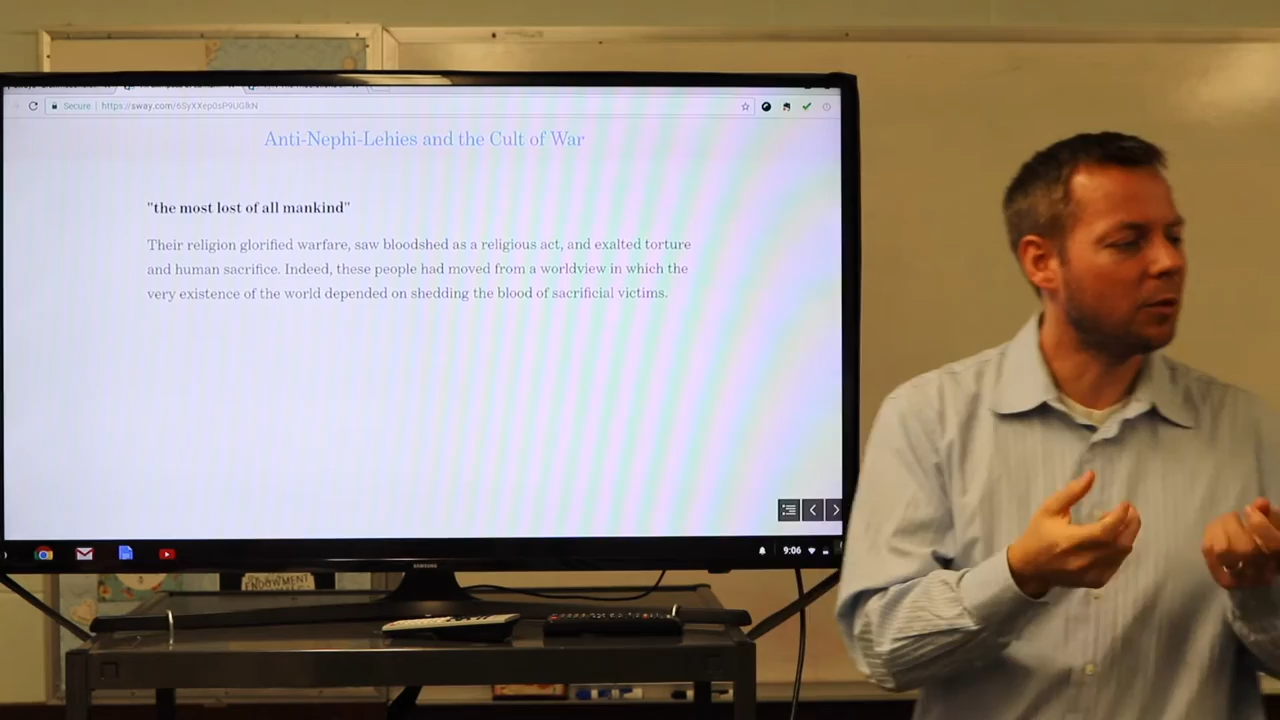 Secure | https://sway.com/
Anti-Nephi-Lehies and the Cult of War
"the most lost of all mankind"
Their religion glorified warfare, saw bloodshed as a religious act, and exalted torture
and human sacrifice. Indeed, these people had moved from a worldview in which the
very existence of the world depended on shedding the blood of sacrificial victims.
9:06
SAMSUNG
ENDOWMENT